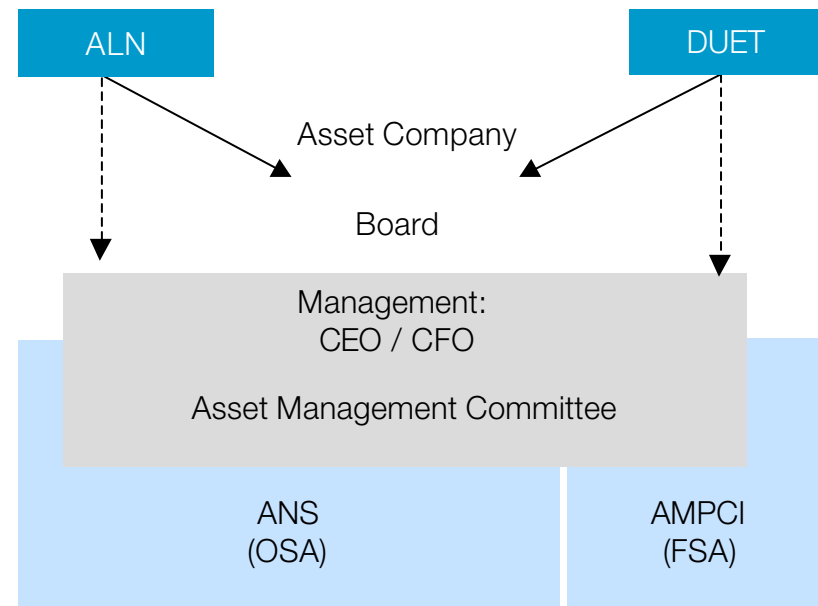 ALN
DUET
Asset Company
Board
Management:
CEO / CFO
Asset Management Committee
ANS
(OSA)
AMPCI
(FSA)